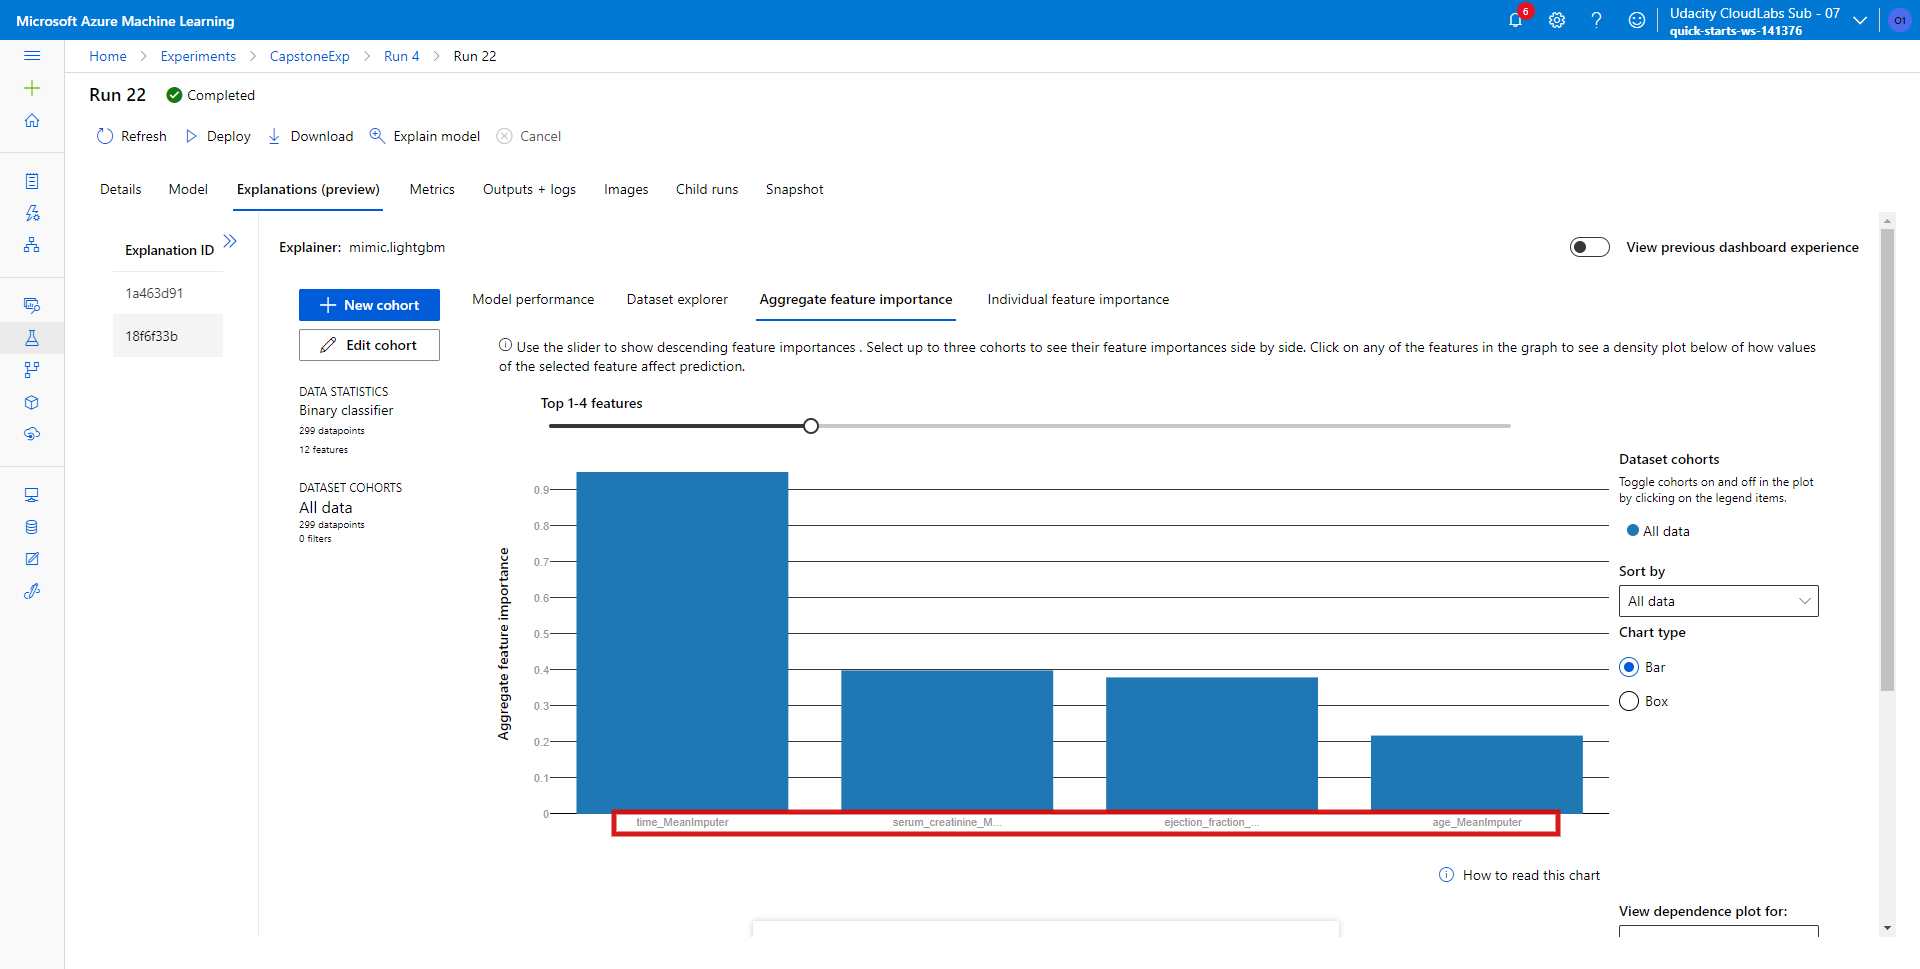 Microsoft Azure Machine Learning
6
Udacity CloudLabs Sub - 07
quick-starts-ws-141376
O1
Home > Experiments > CapstoneExp > Run 4 > Run 22
Run 22 Completed
Refresh Deploy Download Explain model Cancel
Details Model Explanations (preview) Metrics Outputs + logs Images Child runs Snapshot
Explanation ID
1a463d91
18f6f33b
Explainer: mimic.lightgbm
View previous dashboard experience
New cohort
Edit cohort
DATA STATISTICS
Binary classifier
299 datapoints
12 features
DATASET COHORTS
All data
299 datapoints
0 filters
Model performance Dataset explorer Aggregate feature importance Individual feature importance
Use the slider to show descending feature importances . Select up to three cohorts to see their feature importances side by side. Click on any of the features in the graph to see a density plot below of how values
of the selected feature affect prediction.
Top 1-4 features
Aggregate feature importance
0.9
0.8
0.7
0.6
0.5
0.4
0.3
0.2
0.1
0
time_MeanImputer serum_creatinine_M... ejection_fraction_... age_MeanImputer
Dataset cohorts
Toggle cohorts on and off in the plot
by clicking on the legend items.
All data
Sort by
All data
Chart type
Bar
Box
How to read this chart
View dependence plot for: